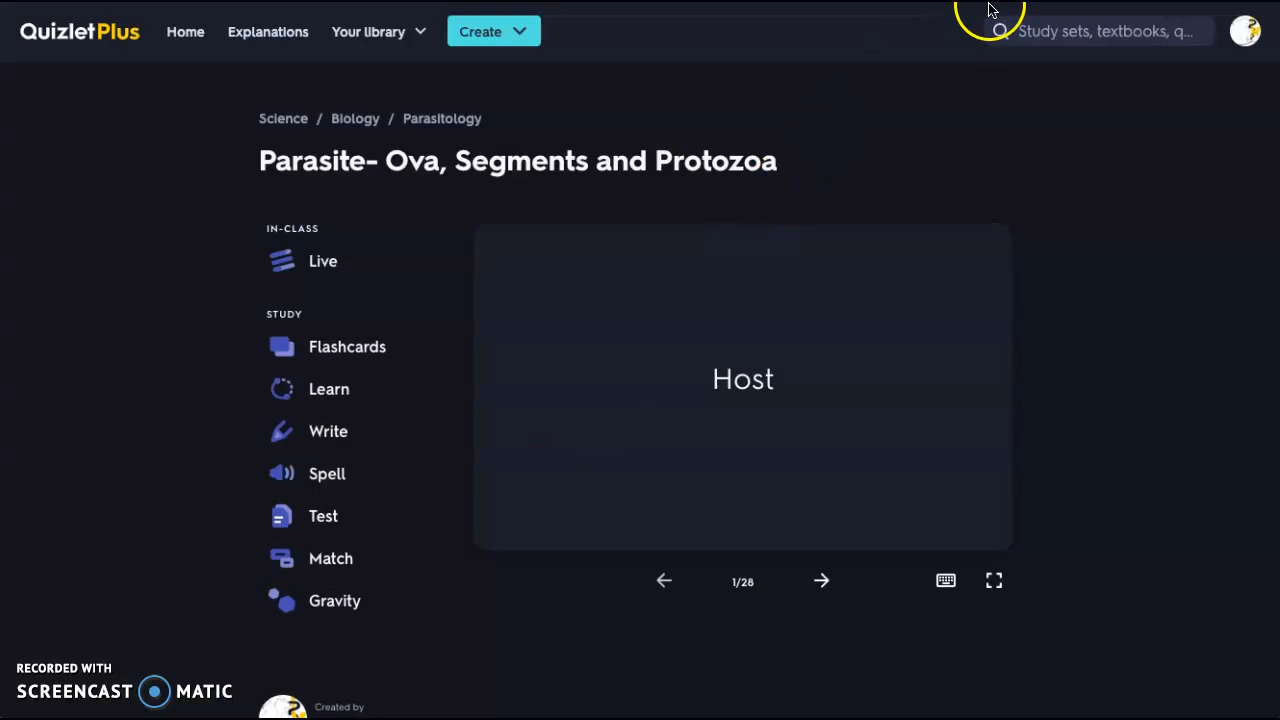 QuizletPlus Home Explanations Your library Create Study sets, textbooks, q...
Science / Biology / Parasitology
Parasite- Ova, Segments and Protozoa
IN-CLASS
Live
STUDY
Flashcards
Learn
Write
Spell
Test
Match
Gravity
Host
1/28
RECORDED WITH
SCREENCAST MATIC
Created by